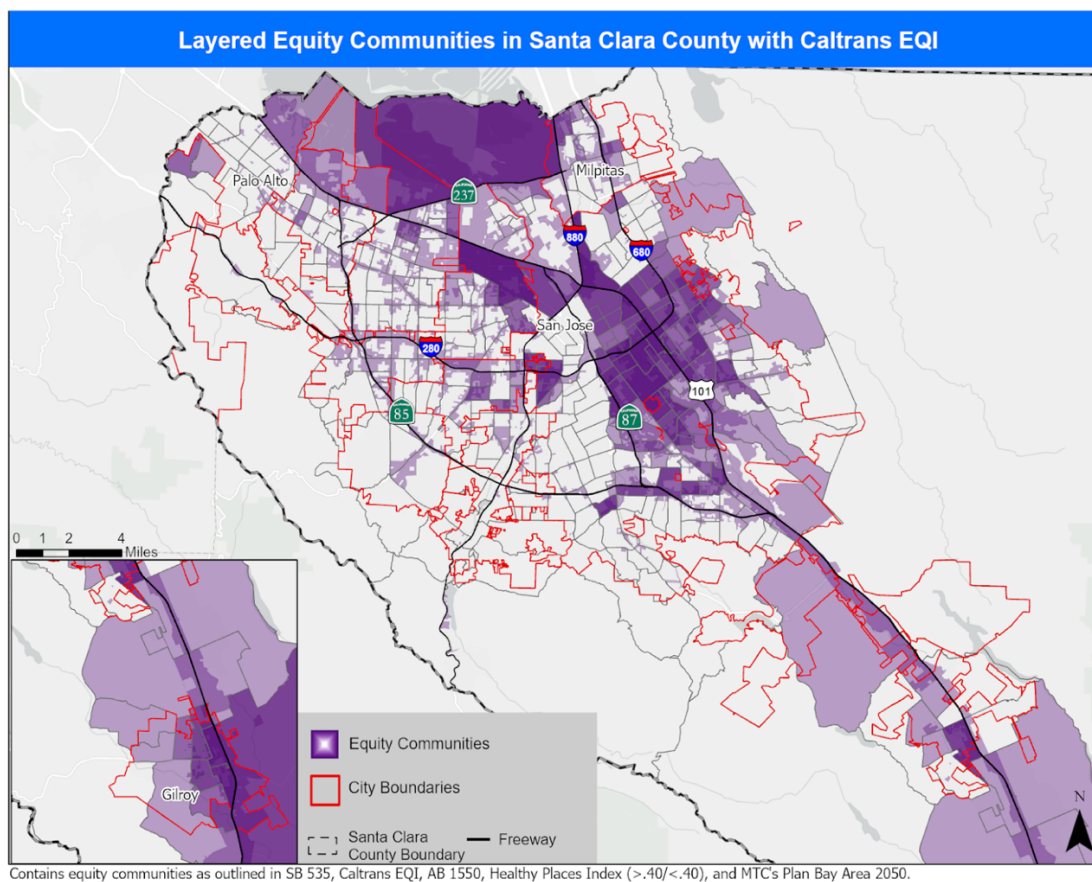 Layered Equity Communities in Santa Clara County with Caltrans EQI
Palo Alto
Milpitas
237
880
680
San Jose
280
101
85
87
0 1 2 4
Miles
Gilroy
Equity Communities
City Boundaries
Santa Clara
County Boundary
Freeway
N
Contains equity communities as outlined in SB 535, Caltrans EQI, AB 1550, Healthy Places Index (>.40/<.40), and MTC's Plan Bay Area 2050.